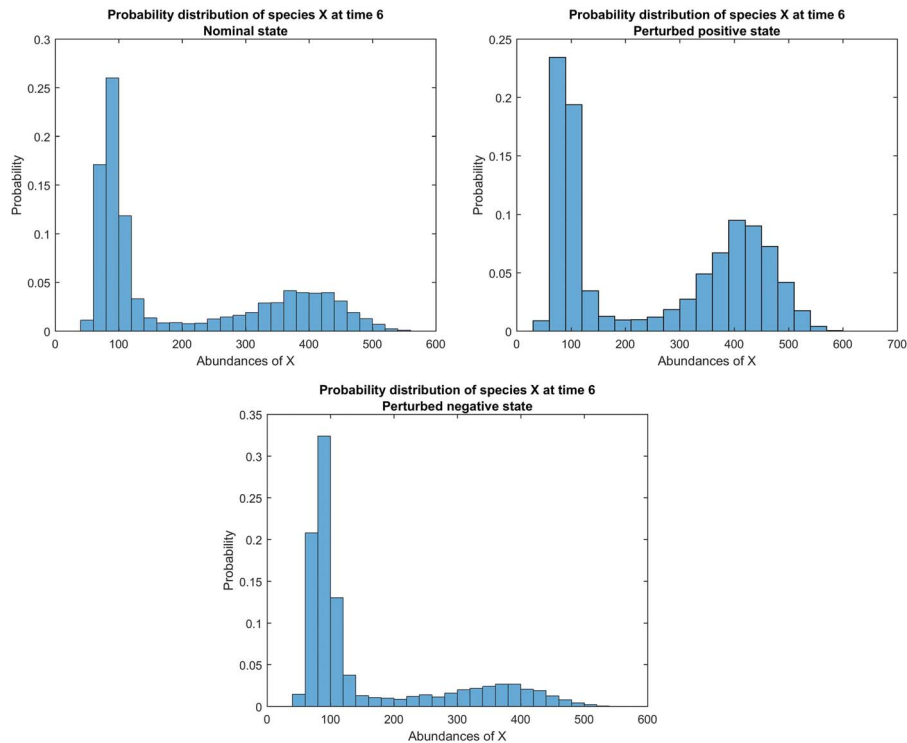 Probability distribution of species X at time 6
Nominal state
0.3
0.25
0.2
0.15
0.1
0.05
0
Probability
0 100 200 300 400 500 600
Abundances of X
Probability distribution of species X at time 6
Perturbed positive state
0.25
0.2
0.15
0.1
0.05
0
Probability
0 100 200 300 400 500 600 700
Abundances of X
Probability distribution of species X at time 6
Perturbed negative state
0.35
0.3
0.25
0.2
0.15
0.1
0.05
0
Probability
0 100 200 300 400 500 600
Abundances of X